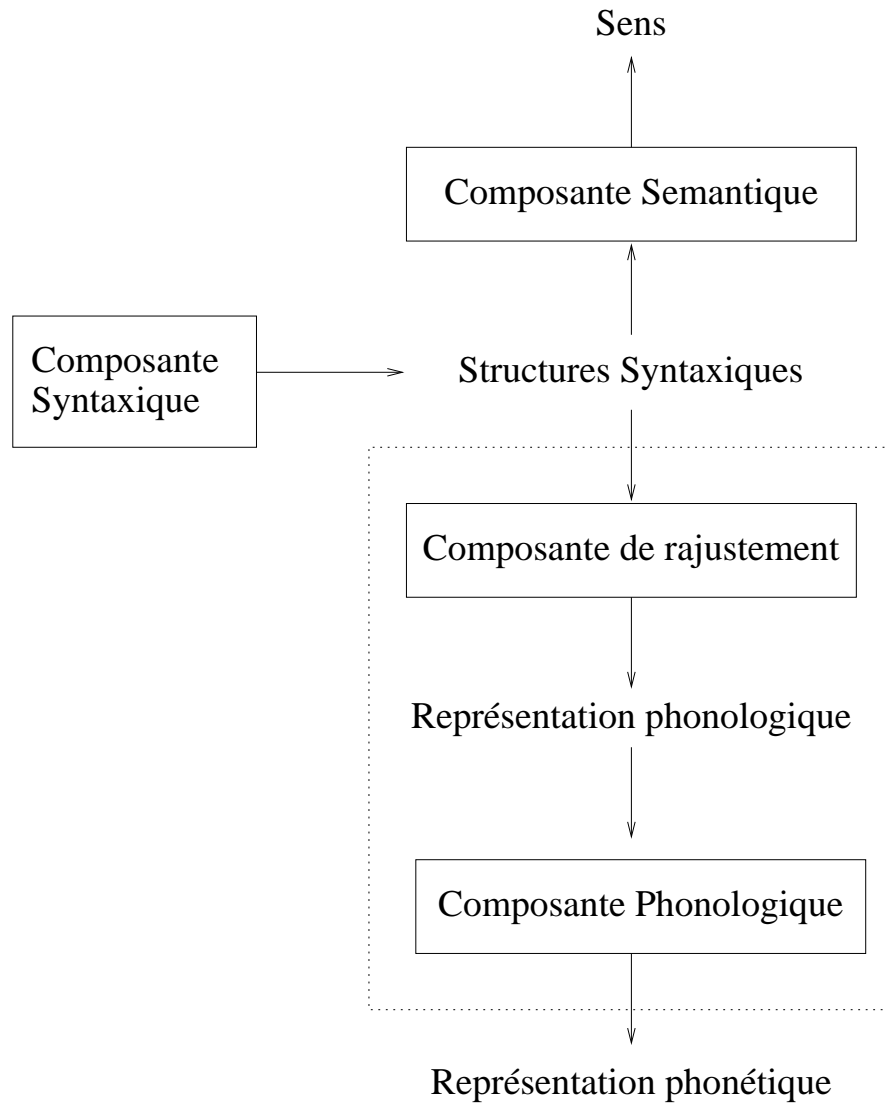 Sens
Composante Semantique
Composante
Syntaxique
Structures Syntaxiques
Composante de rajustement
Représentation phonologique
Composante Phonologique
Représentation phonétique